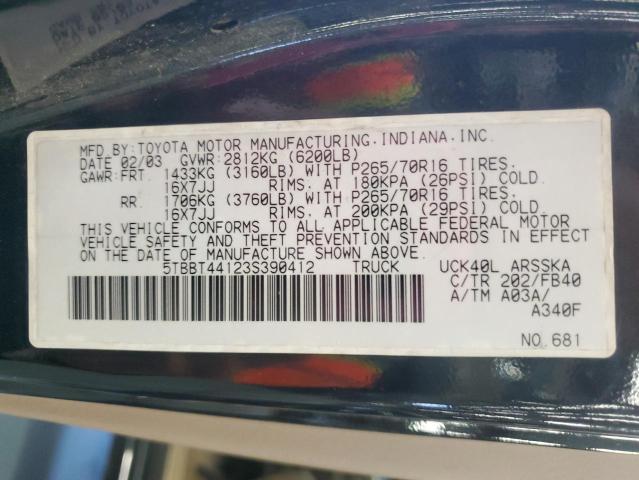 MFD.BY:TOYOTA MOTOR MANUFACTURING,INDIANA,INC.
DATE 02/03 GVWR:2812KG (6200LB)
GAWR:FRT 1433KG (3160LB) WITH P265/70R16 TIRES,
16X7JJ RIMS, AT 180KPA (26PSI) COLD
RR 1706KG (3760LB) WITH P265/70R16 TIRES,
16X7JJ RIMS, AT 200KPA (29PSI) COLD.
THIS VEHICLE CONFORMS TO ALL APPLICABLE FEDERAL MOTOR
VEHICLE SAFETY AND THEFT PREVENTION STANDARDS IN EFFECT
ON THE DATE OF MANUFACTURE SHOWN ABOVE.
5TBBT44123S390412 TRUCK UCK40L ARSSKA
C/TR 202/FB40
A/TM A03A/
A340F
NO.681